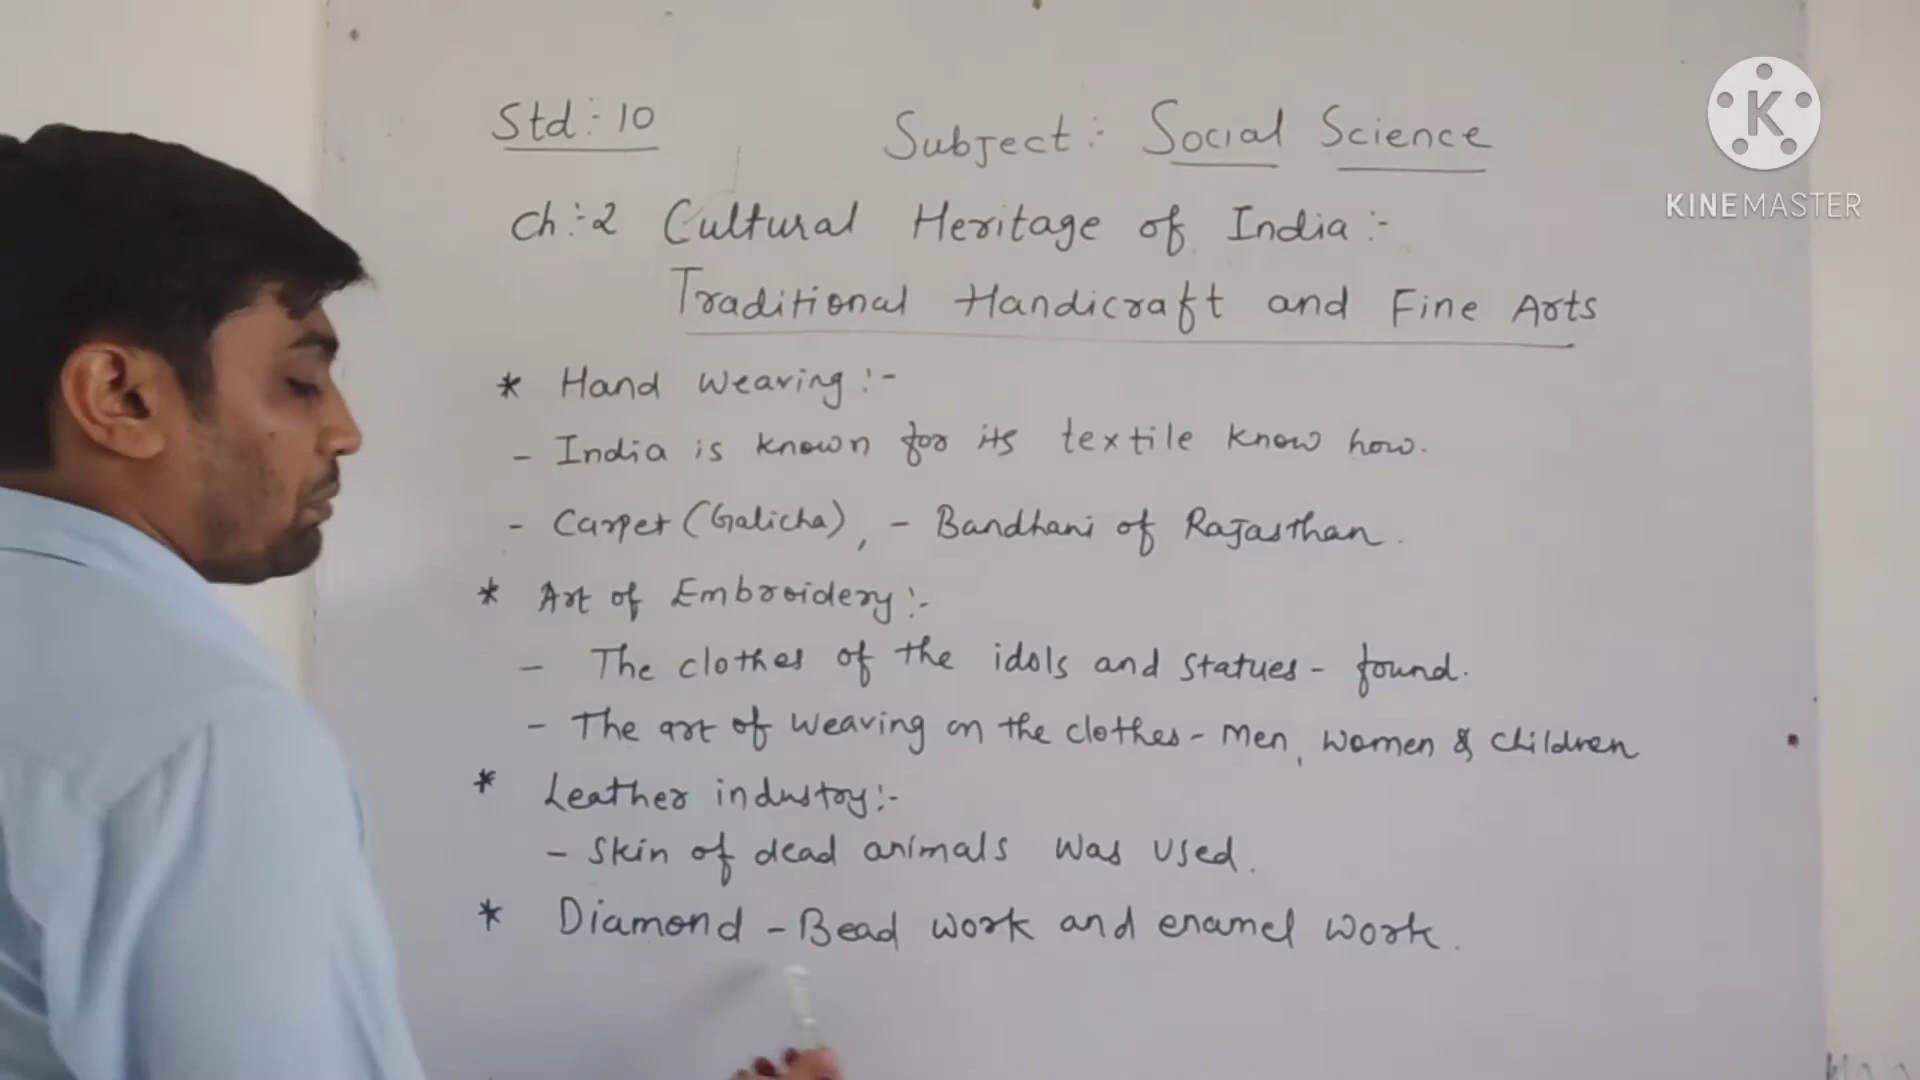 Std:- 10
Subject:- Social Science
K
KINEMASTER
Ch:-2 Cultural Heritage of India:-
Traditional Handicraft and Fine Arts
* Hand Weaving:-
- India is known for its textile know how.
- Carpet (Galicha), - Bandhani of Rajasthan.
* Art of Embroidery:-
- The clothes of the idols and statues - found.
- The art of weaving on the clothes - Men, women & children
* Leather industry:-
- Skin of dead animals was used.
* Diamond - Bead work and enamel work.